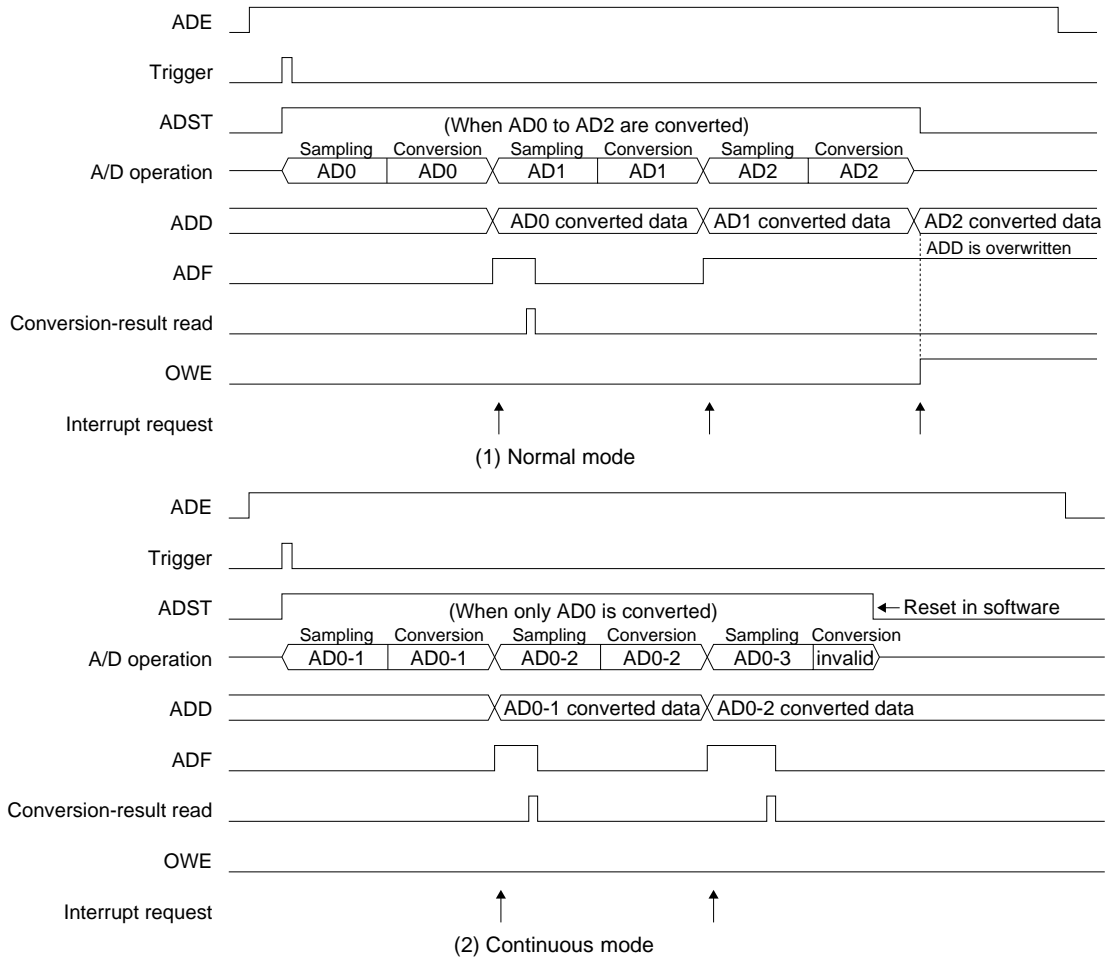 ADE
Trigger
ADST
(When AD0 to AD2 are converted)
Sampling Conversion Sampling Conversion Sampling Conversion
A/D operation
AD0 AD0 AD1 AD1 AD2 AD2
ADD
AD0 converted data AD1 converted data AD2 converted data
ADD is overwritten
ADF
Conversion-result read
OWE
Interrupt request
(1) Normal mode
ADE
Trigger
ADST
(When only AD0 is converted)
Reset in software
Sampling Conversion Sampling Conversion Sampling Conversion
A/D operation
AD0-1 AD0-1 AD0-2 AD0-2 AD0-3 invalid
ADD
AD0-1 converted data AD0-2 converted data
ADF
Conversion-result read
OWE
Interrupt request
(2) Continuous mode